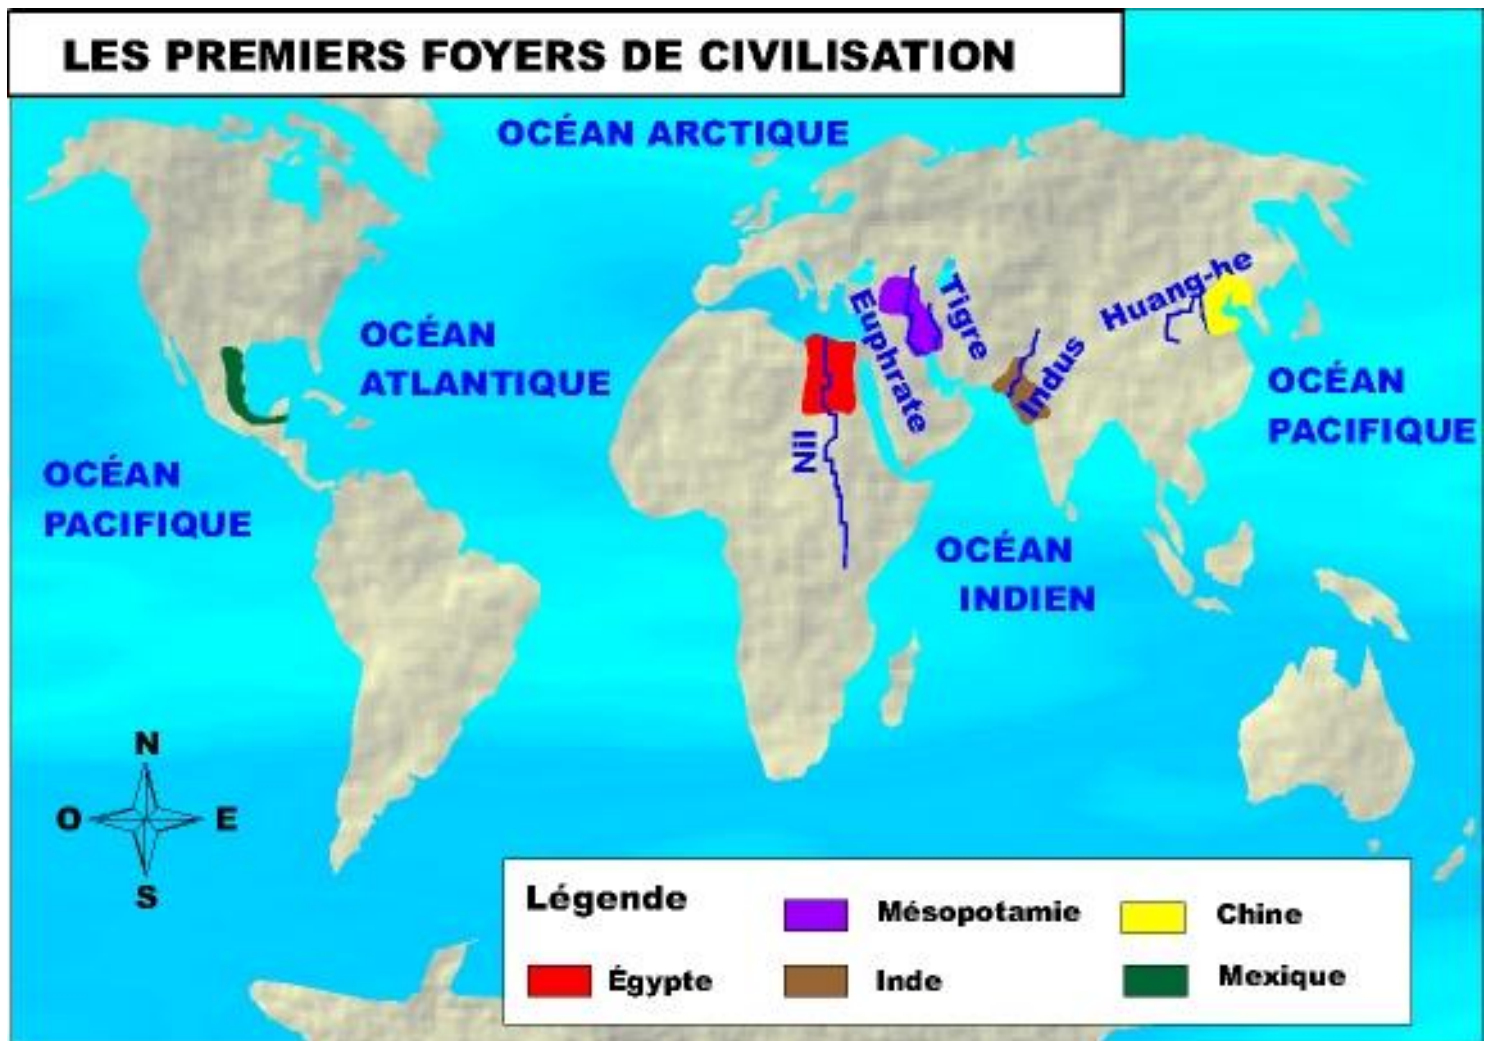 LES PREMIERS FOYERS DE CIVILISATION
OCÉAN ARCTIQUE
Huang-he
Tigre
Euphrate
Indus
Nil
OCÉAN
ATLANTIQUE
OCÉAN
PACIFIQUE
OCÉAN
PACIFIQUE
OCÉAN
INDIEN
N
O
E
S
Légende
Mésopotamie
Chine
Égypte
Inde
Mexique